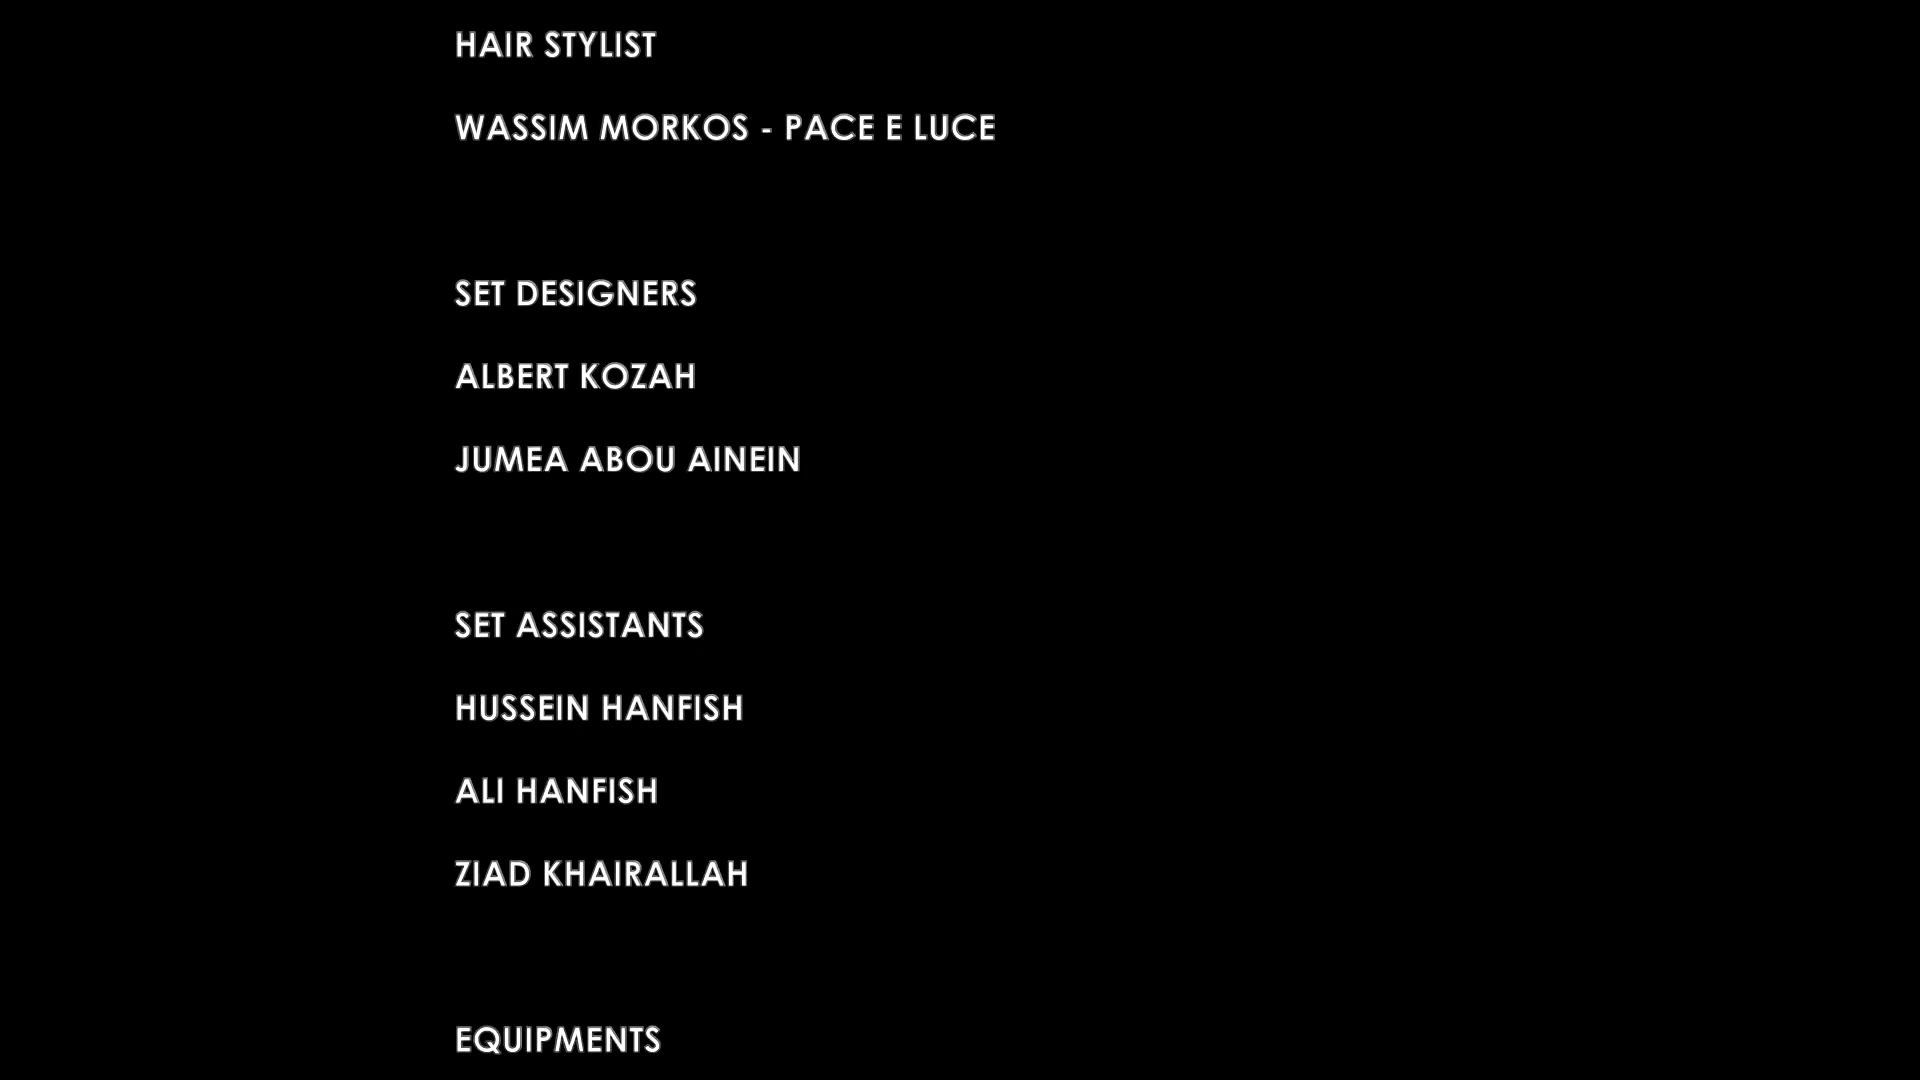 HAIR STYLIST
WASSIM MORKOS - PACE E LUCE
SET DESIGNERS
ALBERT KOZAH
JUMEA ABOU AINEIN
SET ASSISTANTS
HUSSEIN HANFISH
ALI HANFISH
ZIAD KHAIRALLAH
EQUIPMENTS